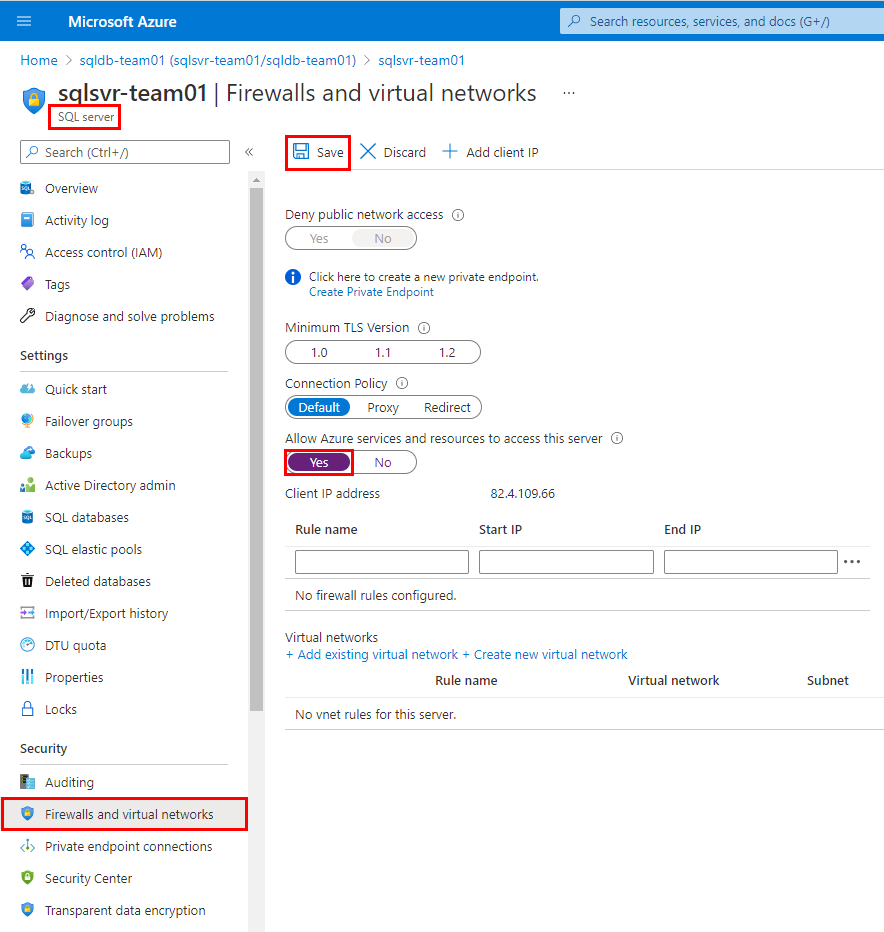 Microsoft Azure
Search resources, services, and docs (G+/)
Home > sqldb-team01 (sqlsvr-team01/sqldb-team01) > sqlsvr-team01
sqlsvr-team01 | Firewalls and virtual networks ...
SQL server
Search (Ctrl+/)
«
Overview
Activity log
Access control (IAM)
Tags
Diagnose and solve problems
Settings
Quick start
Failover groups
Backups
Active Directory admin
SQL databases
SQL elastic pools
Deleted databases
Import/Export history
DTU quota
Properties
Locks
Security
Auditing
Firewalls and virtual networks
Private endpoint connections
Security Center
Transparent data encryption
Save Discard + Add client IP
Deny public network access
Yes No
Click here to create a new private endpoint.
Create Private Endpoint
Minimum TLS Version
1.0 1.1 1.2
Connection Policy
Default Proxy Redirect
Allow Azure services and resources to access this server
Yes No
Client IP address 82.4.109.66
Rule name Start IP End IP
...
No firewall rules configured.
Virtual networks
+ Add existing virtual network + Create new virtual network
Rule name Virtual network Subnet
No vnet rules for this server.